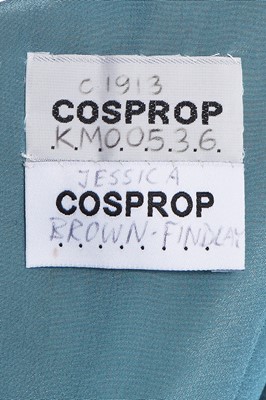 C 1913
COSPROP
.K.M.0.0.5.3.6.
JESSICA
COSPROP
BROWN-FINDLAY